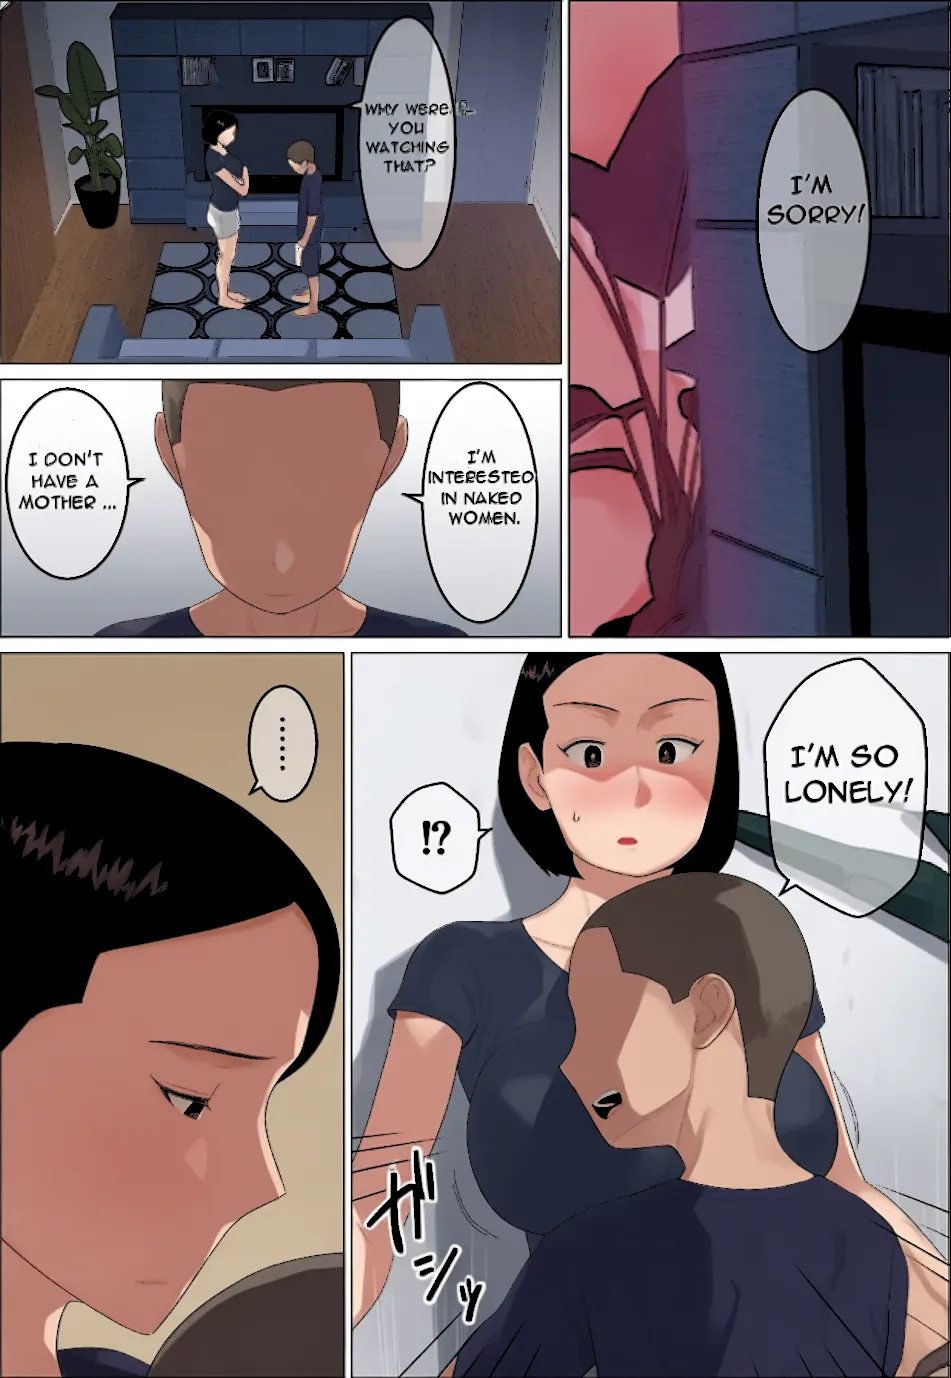 WHY WERE
YOU
WATCHING
THAT?
I'M
SORRY!
I DON'T
HAVE A
MOTHER ...
I'M
INTERESTED
IN NAKED
WOMEN.
......
I'M SO
LONELY!
!?
ガシッ